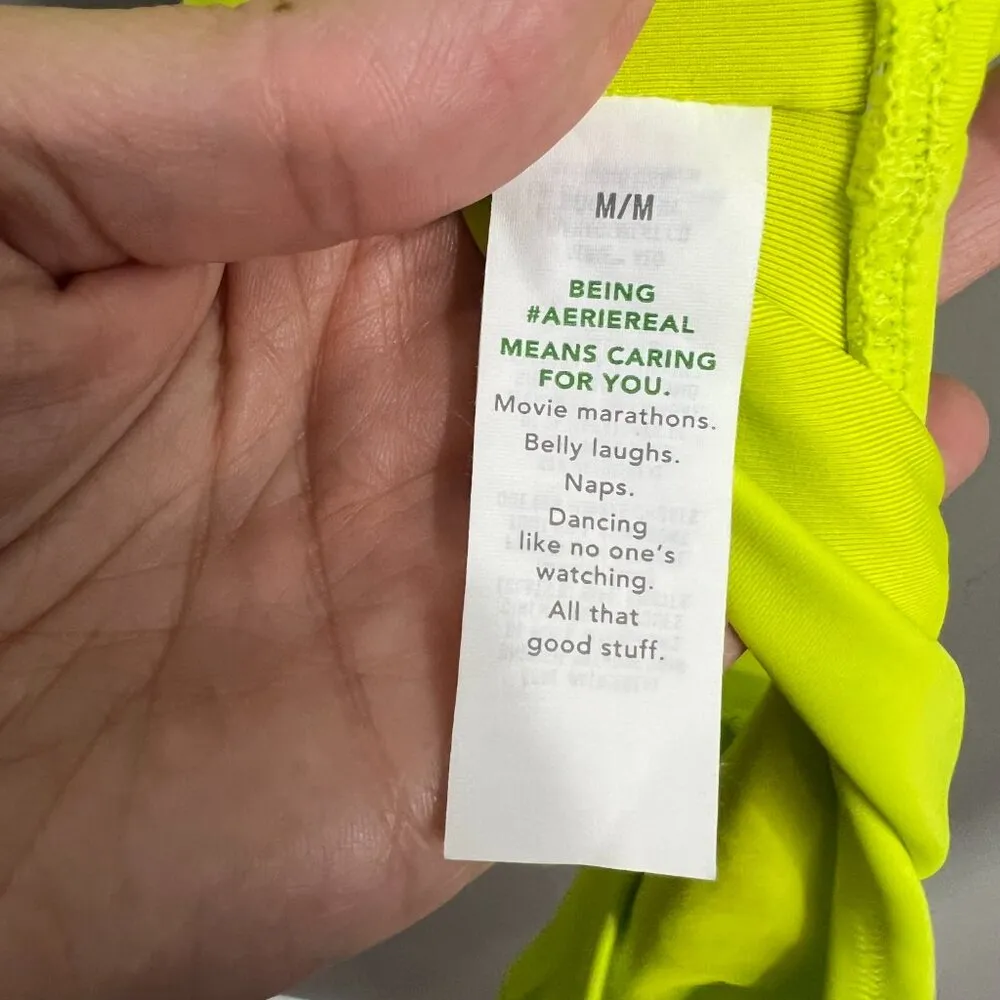 M/M
BEING
#AERIEREAL
MEANS CARING
FOR YOU.
Movie marathons.
Belly laughs.
Naps.
Dancing
like no one's
watching.
All that
good stuff.